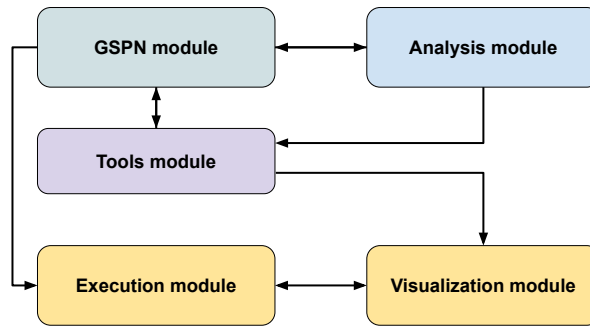 GSPN module
Analysis module
Tools module
Execution module
Visualization module